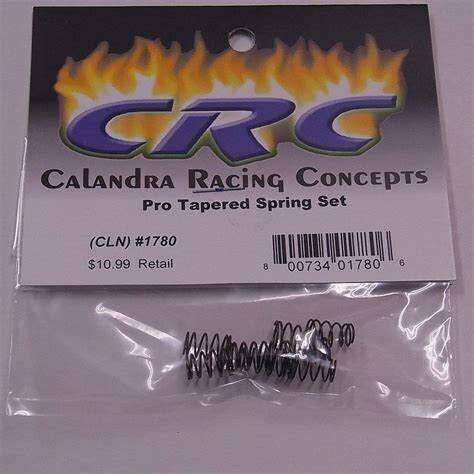 CRC
Calandra Racing Concepts
Pro Tapered Spring Set
(CLN) #1780
$10.99 Retail
8 00734 01780 6